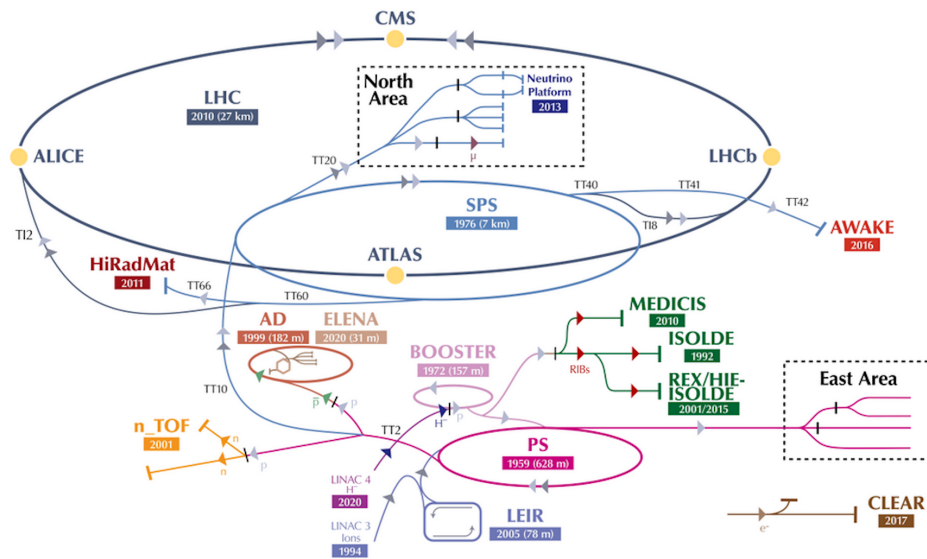 CMS
North
Area
Neutrino
Platform
2013
LHC
2010 (27 km)
μ
ALICE
LHCb
TT20
TT40
TT41
TT42
TI8
SPS
1976 (7 km)
AWAKE
2016
TI2
ATLAS
HiRadMat
2011
TT66
TT60
AD
1999 (182 m)
ELENA
2020 (31 m)
MEDICIS
2010
BOOSTER
1972 (157 m)
ISOLDE
1992
RIBs
REX/HIE-
ISOLDE
2001/2015
East Area
TT10
p̅
p
TT2
H⁻
p
n_TOF
2001
n
n
p
PS
1959 (628 m)
LINAC 4
H⁻
2020
LINAC 3
Ions
1994
LEIR
2005 (78 m)
CLEAR
2017
e⁻